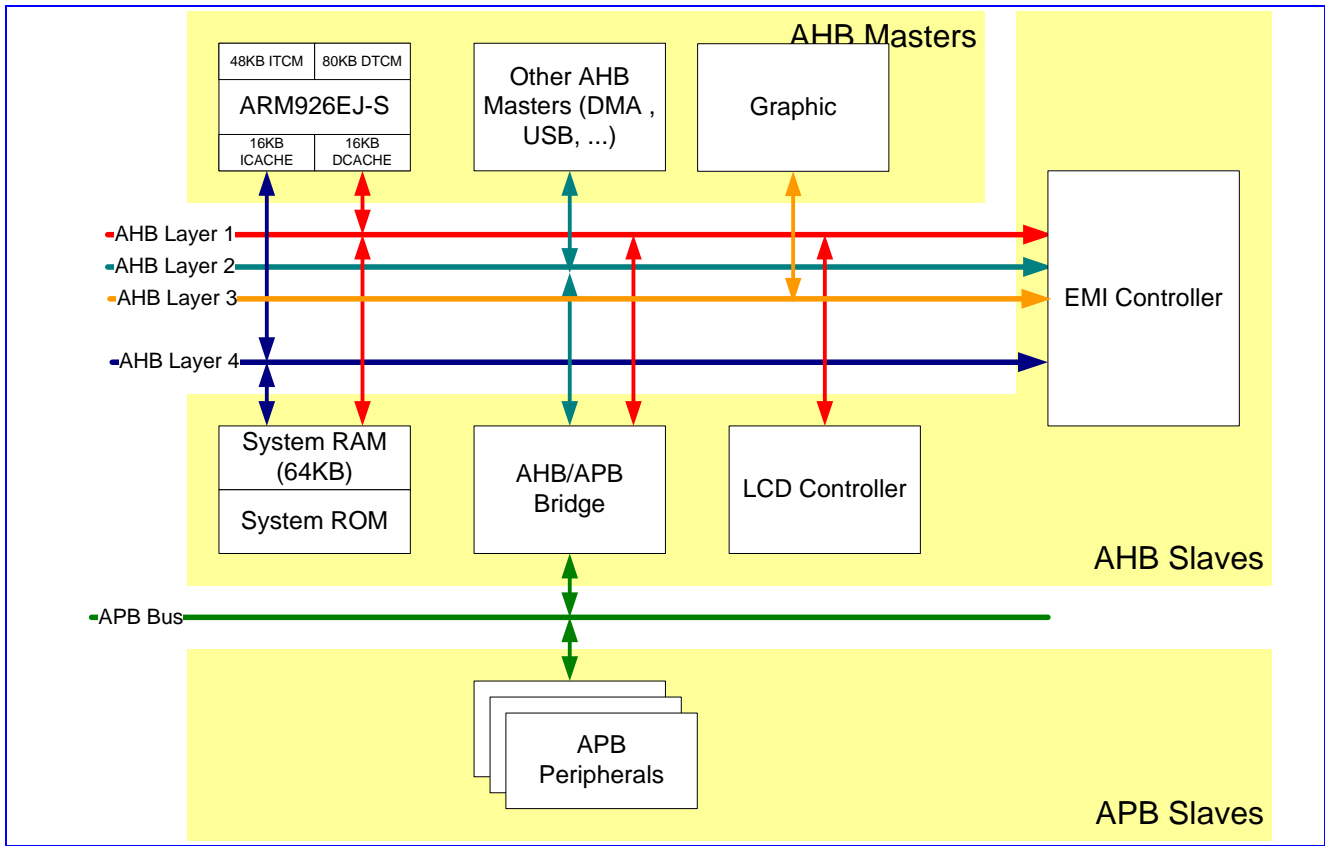 AHB Masters
48KB ITCM
80KB DTCM
ARM926EJ-S
16KB
ICACHE
16KB
DCACHE
Other AHB
Masters (DMA ,
USB, ...)
Graphic
AHB Layer 1
AHB Layer 2
AHB Layer 3
AHB Layer 4
EMI Controller
System RAM
(64KB)
System ROM
AHB/APB
Bridge
LCD Controller
AHB Slaves
APB Bus
APB
Peripherals
APB Slaves